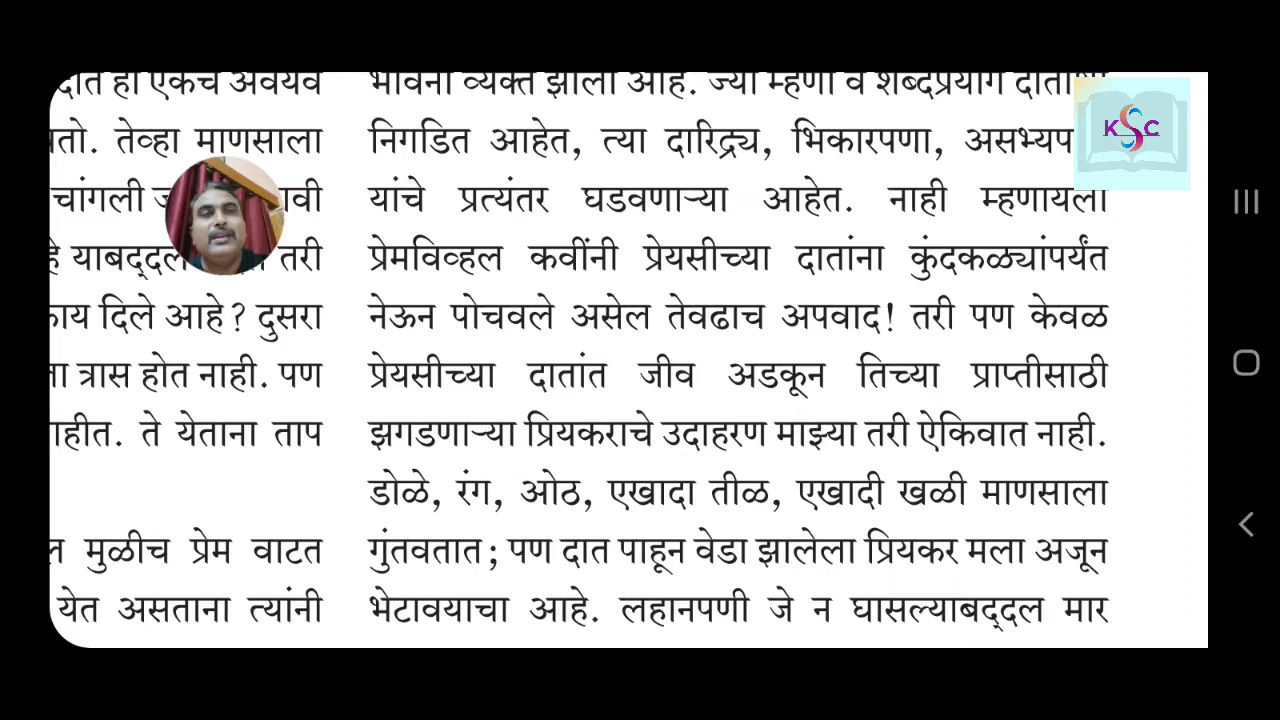 दात हा एकच अवयव
तो. तेव्हा माणसाला
चांगली
याबद्दल तरी
दिले आहे? दुसरा
त्रास होत नाही. पण
ते येताना ताप
मुळीच प्रेम वाटत
येत असताना त्यांनी
भावना व्यक्त झाली आहे. ज्या म्हणी व शब्दप्रयोग
निगडित आहेत, त्या दारिद्र्य, भिकारपणा,
यांचे प्रत्यंतर घडवणाऱ्या आहेत. नाही म्हणायला
प्रेमविव्हल कवींनी प्रेयसीच्या दातांना कुंदकळ्यांपर्यंत
नेऊन पोचवले असेल तेवढाच अपवाद! तरी पण केवळ
प्रेयसीच्या दातांत जीव अडकून तिच्या प्राप्तीसाठी
झगडणाऱ्या प्रियकराचे उदाहरण माझ्या तरी ऐकिवात नाही.
डोळे, रंग, ओठ, एखादा तीळ, एखादी खळी माणसाला
गुंतवतात; पण दात पाहून वेडा झालेला प्रियकर मला अजून
भेटावयाचा आहे. लहानपणी जे न घासल्याबद्दल मार
KSC